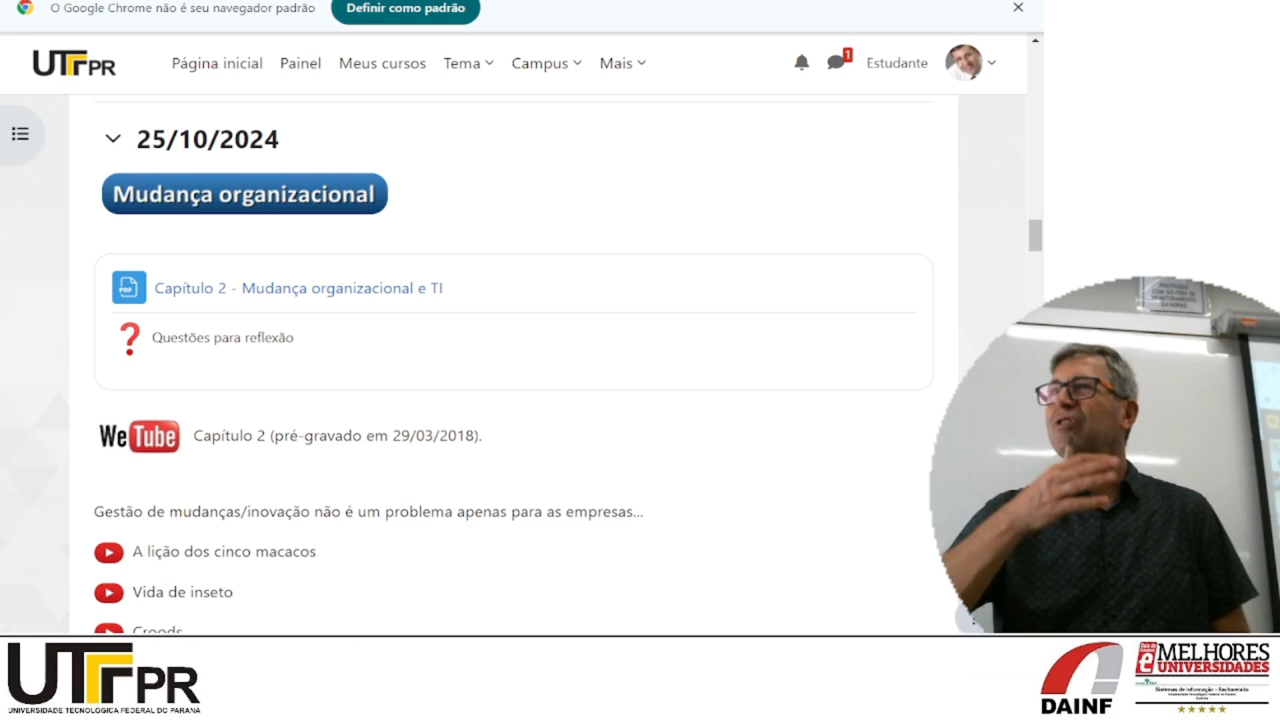 O Google Chrome não é seu navegador padrão
Definir como padrão
UTFPR
Página inicial
Painel
Meus cursos
Tema
Campus
Mais
1
Estudante
25/10/2024
Mudança organizacional
PDF
Capítulo 2 - Mudança organizacional e TI
Questões para reflexão
WeTube
Capítulo 2 (pré-gravado em 29/03/2018).
Gestão de mudanças/inovação não é um problema apenas para as empresas...
A lição dos cinco macacos
Vida de inseto
Croods
UTFPR
UNIVERSIDADE TECNOLÓGICA FEDERAL DO PARANÁ
DAINF
MELHORES
UNIVERSIDADES
Sistemas de Informação - Bacharelado